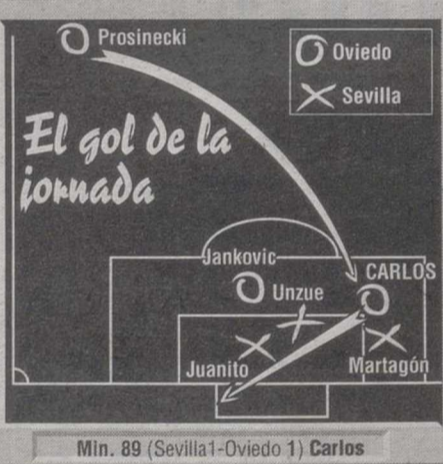 Prosinecki
Oviedo
Sevilla
El gol de la
jornada
Jankovic
CARLOS
Unzue
Juanito
Martagón
Min. 89 (Sevilla1-Oviedo 1) Carlos